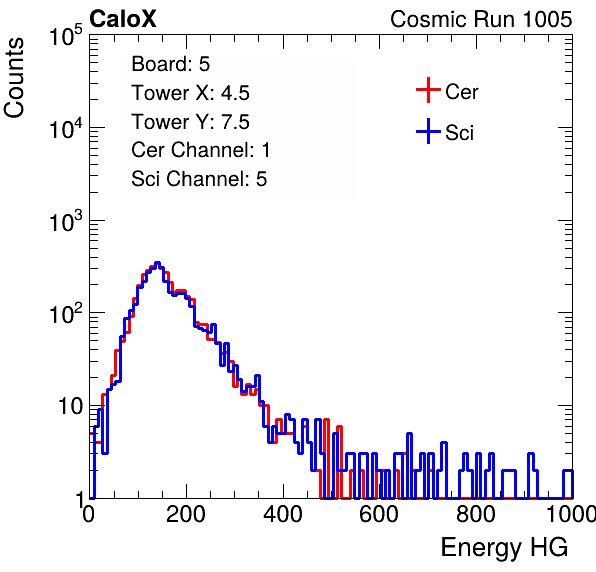 CaloX
Cosmic Run 1005
Counts
Board: 5
Tower X: 4.5
Tower Y: 7.5
Cer Channel: 1
Sci Channel: 5
Cer
Sci
10^5
10^4
10^3
10^2
10
1
0 200 400 600 800 1000
Energy HG